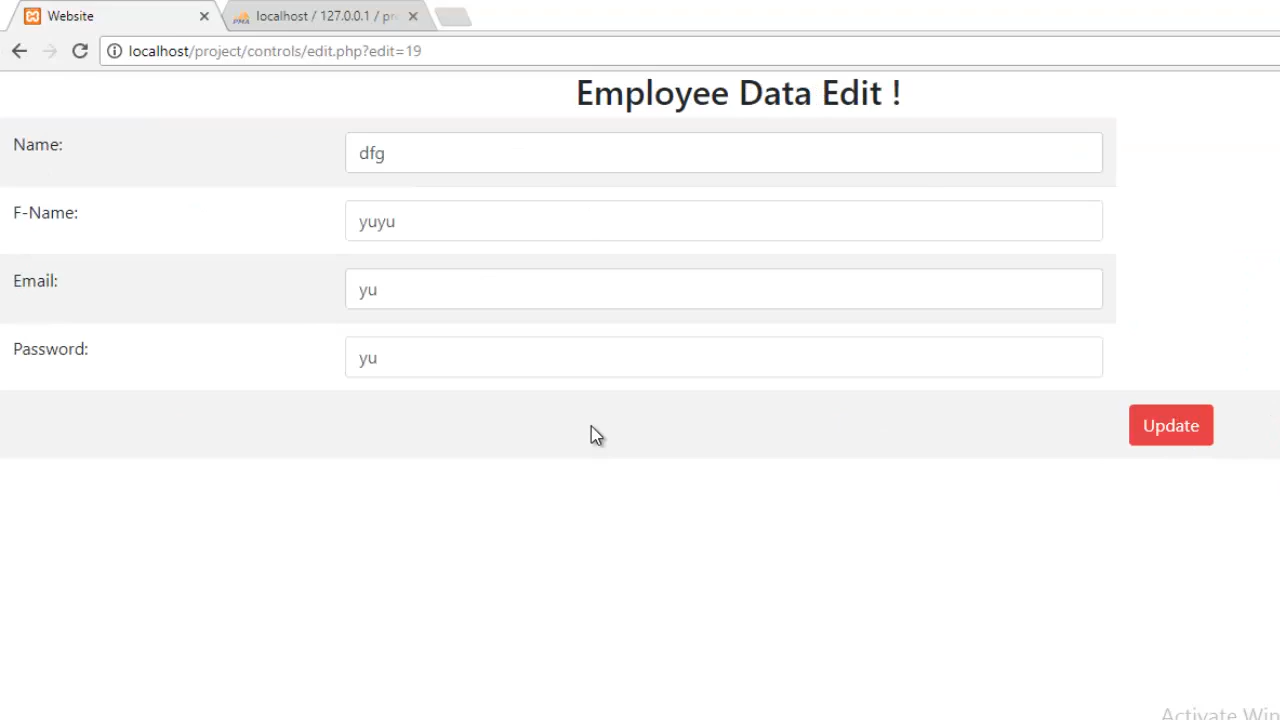 Website
localhost / 127.0.0.1 / pr
localhost/project/controls/edit.php?edit=19
Employee Data Edit !
Name:
dfg
F-Name:
yuyu
Email:
yu
Password:
yu
Update
Activate Win